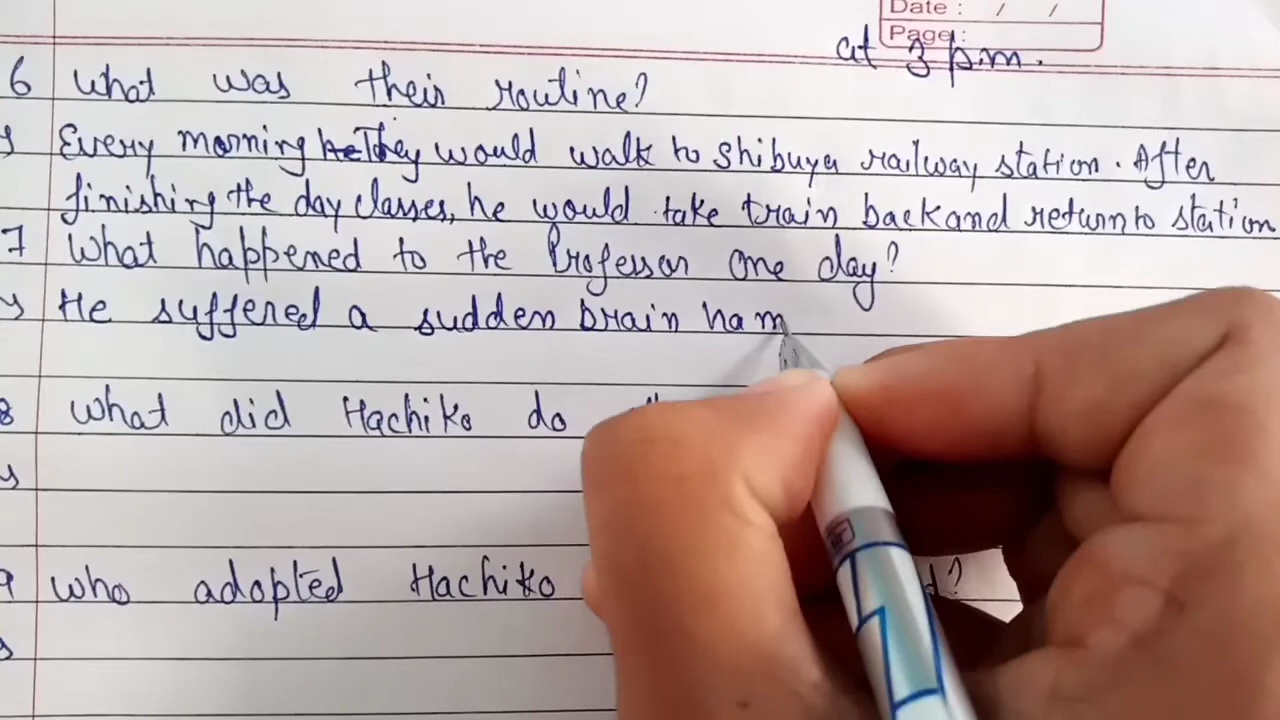 Date : / /
Page :
at 3 p.m.
6 What was their routine?
Every morning he They would walk to Shibuya railway station. After
finishing the day classes, he would take train back and return to station
7 What happened to the Professor one day?
He suffered a sudden brain ham
8 What did Hachiko do
9 who adopted Hachiko